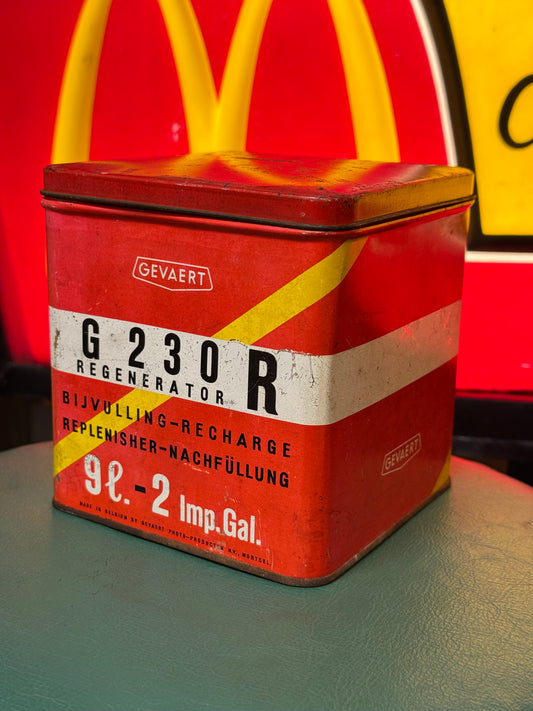 GEVAERT
G 230 R
REGENERATOR
BIJVULLING-RECHARGE
REPLENISHER-NACHFÜLLUNG
9ℓ.-2 Imp.Gal.
MADE IN BELGIUM BY GEVAERT PHOTO-PRODUCTEN N.V. MORTSEL
GEVAERT